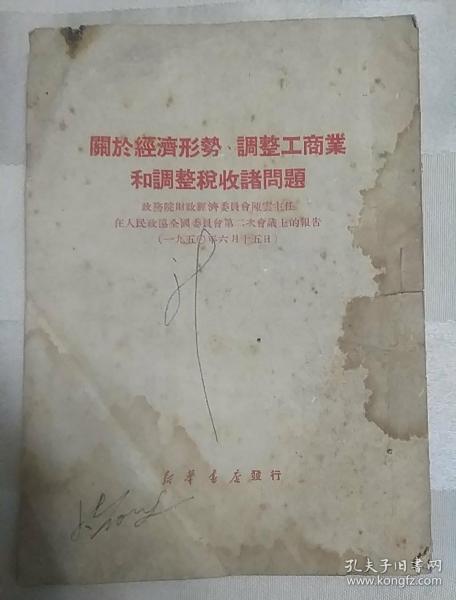 關於經濟形勢、調整工商業
和調整稅收諸問題
政務院財政經濟委員會陳雲主任
在人民政協全國委員會第二次會議上的報告
(一九五〇年六月十五日)
新華書店發行
孔夫子旧书网
www.kongfz.com